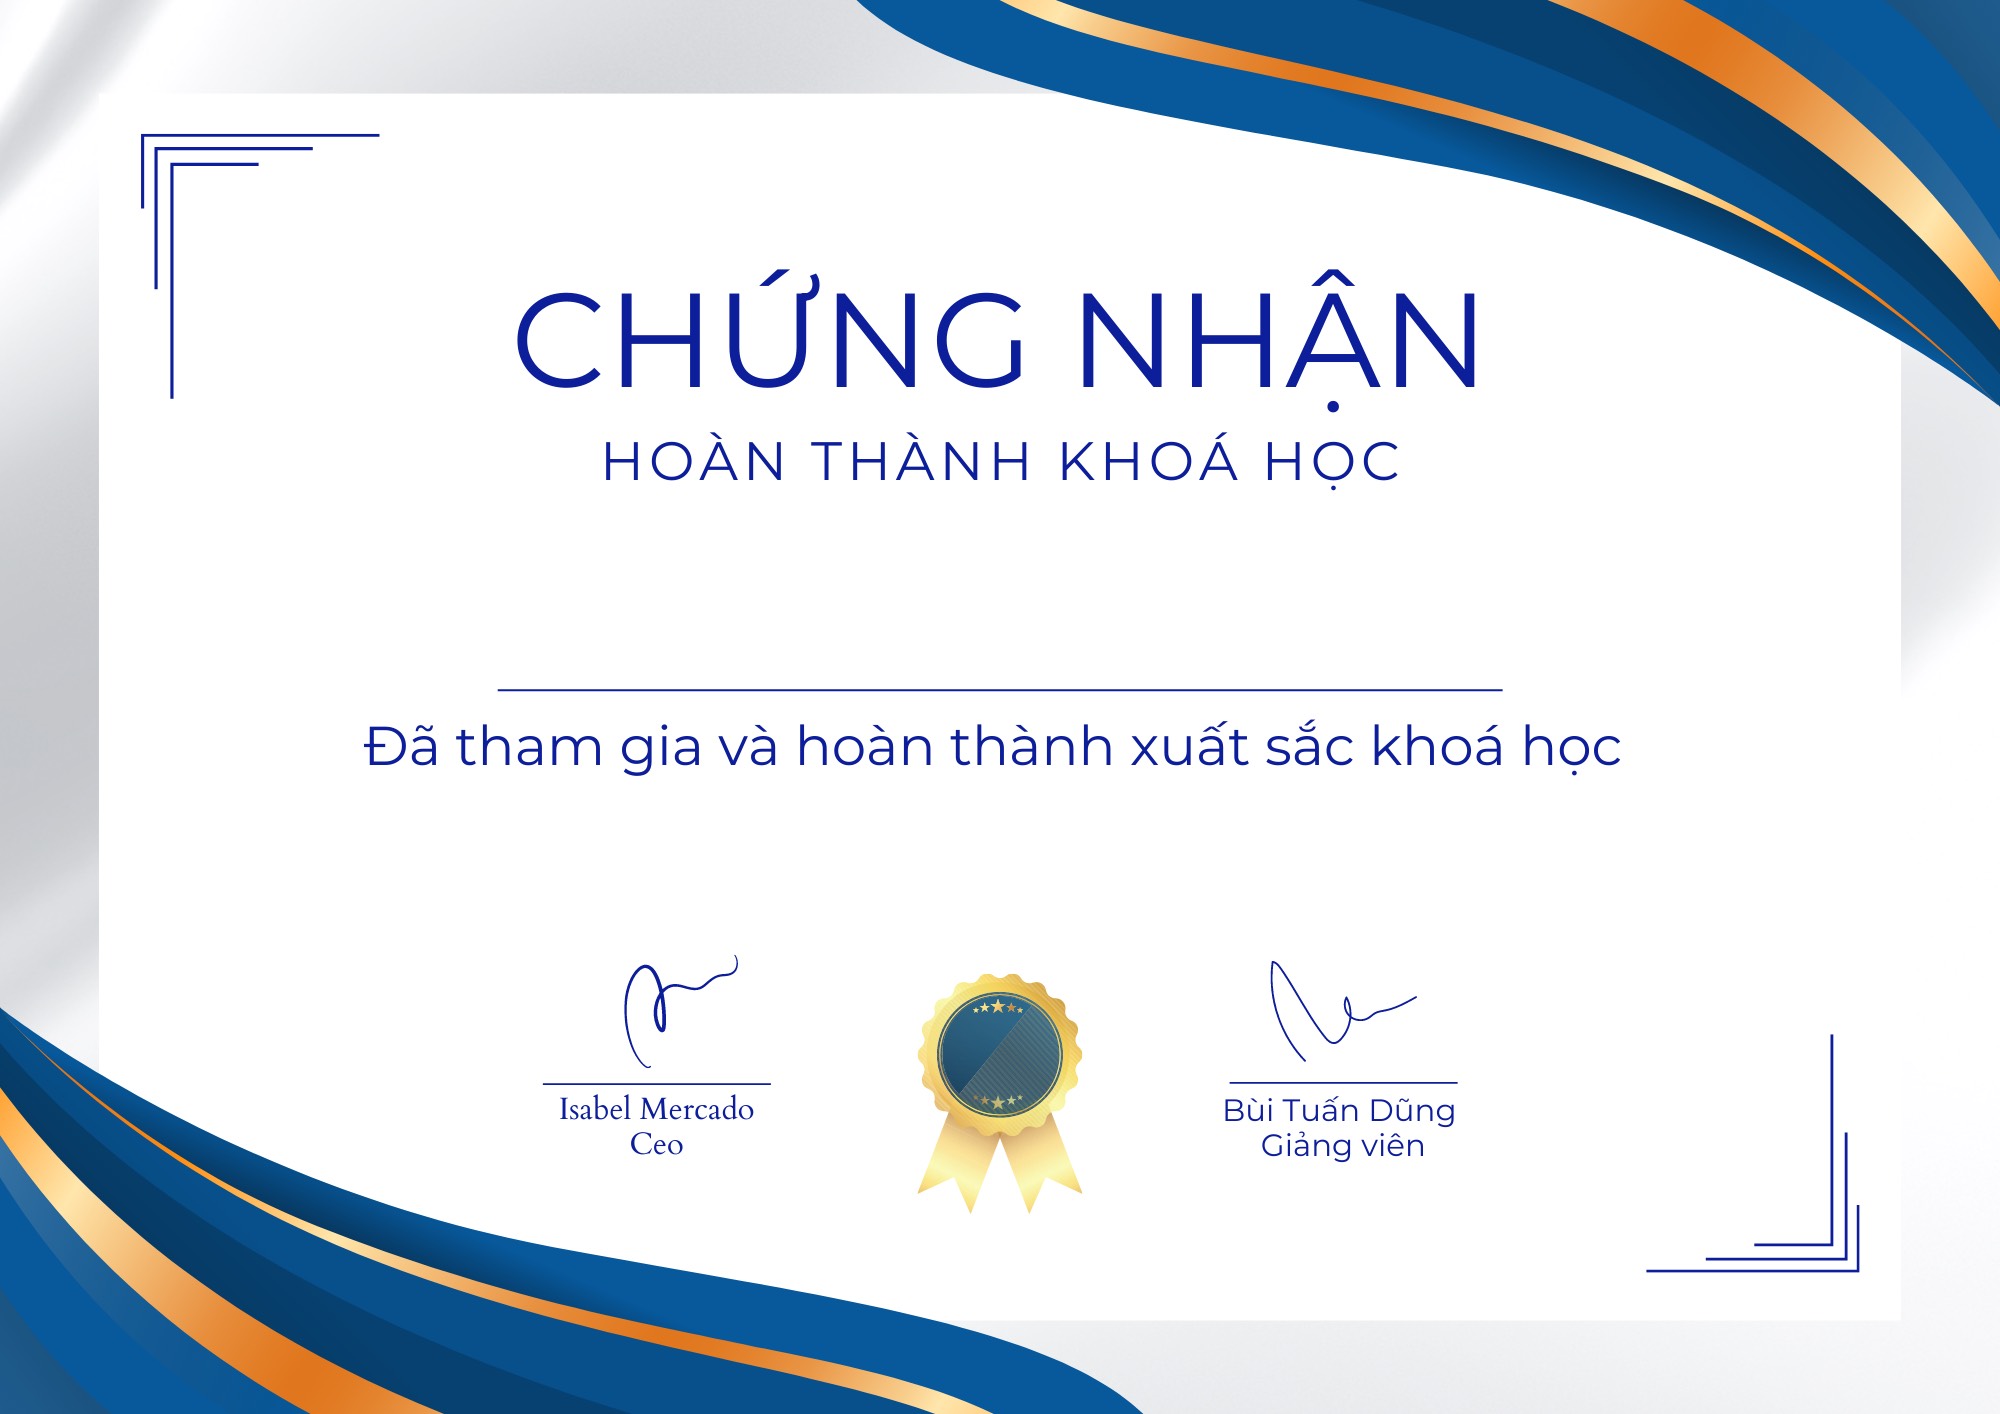 CHỨNG NHẬN
HOÀN THÀNH KHOÁ HỌC
Đã tham gia và hoàn thành xuất sắc khoá học
Isabel Mercado
Ceo
Bùi Tuấn Dũng
Giảng viên